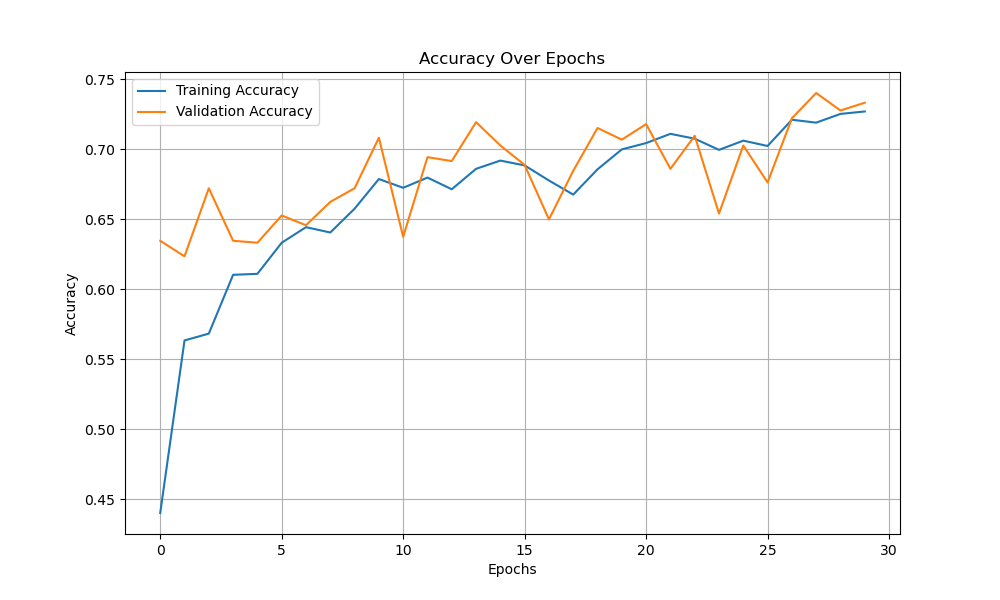 Accuracy Over Epochs
Training Accuracy
Validation Accuracy
0.75
0.70
0.65
0.60
0.55
0.50
0.45
Accuracy
0 5 10 15 20 25 30
Epochs